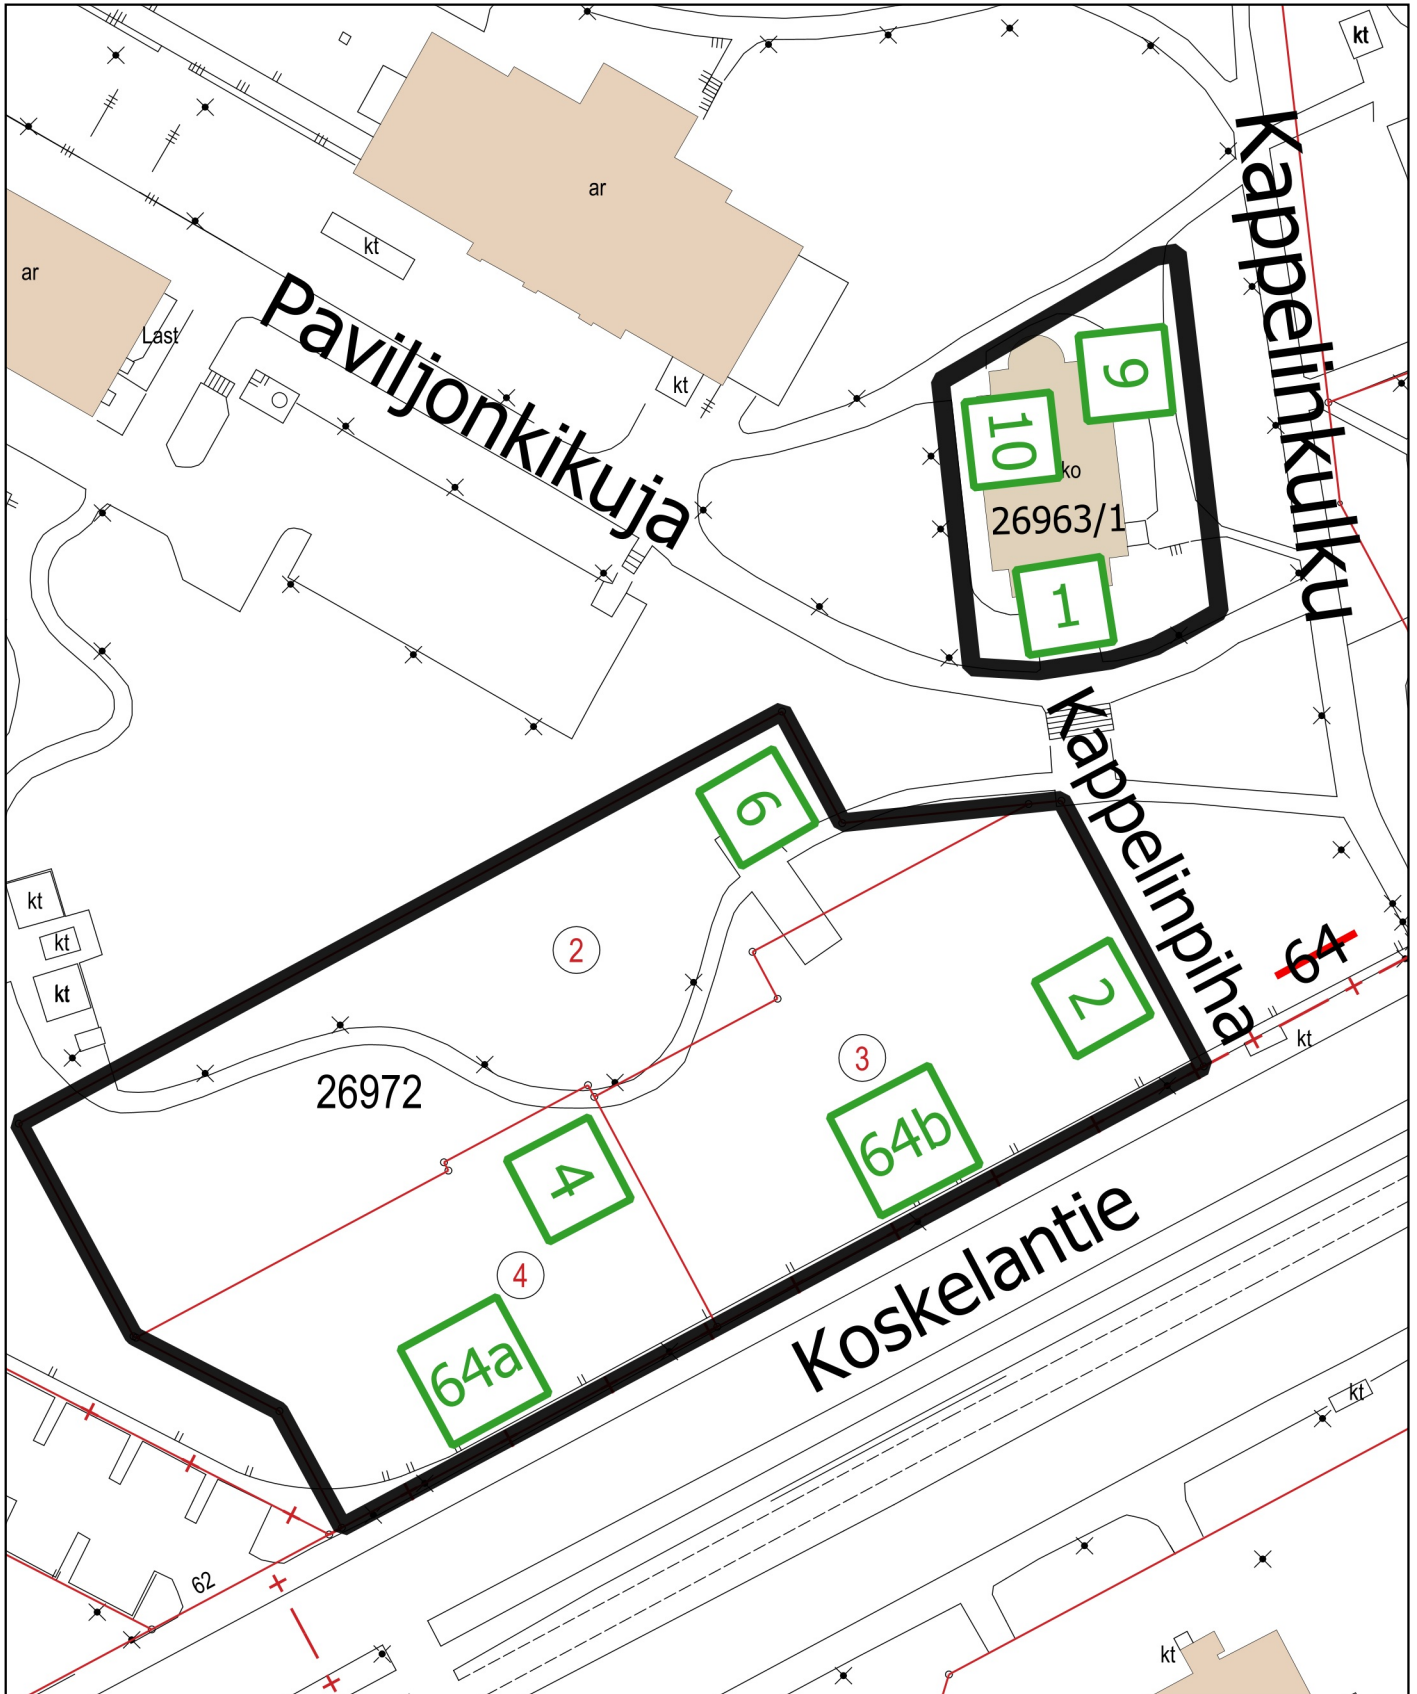 kt
Kappelinkulku
ar
kt
ar
Last
Paviljonkikuja
kt
9
10
ko
26963/1
1
Kappelinpiha
6
kt
kt
kt
2
64
2
kt
26972
3
64b
4
4
Koskelantie
64a
kt
62
kt